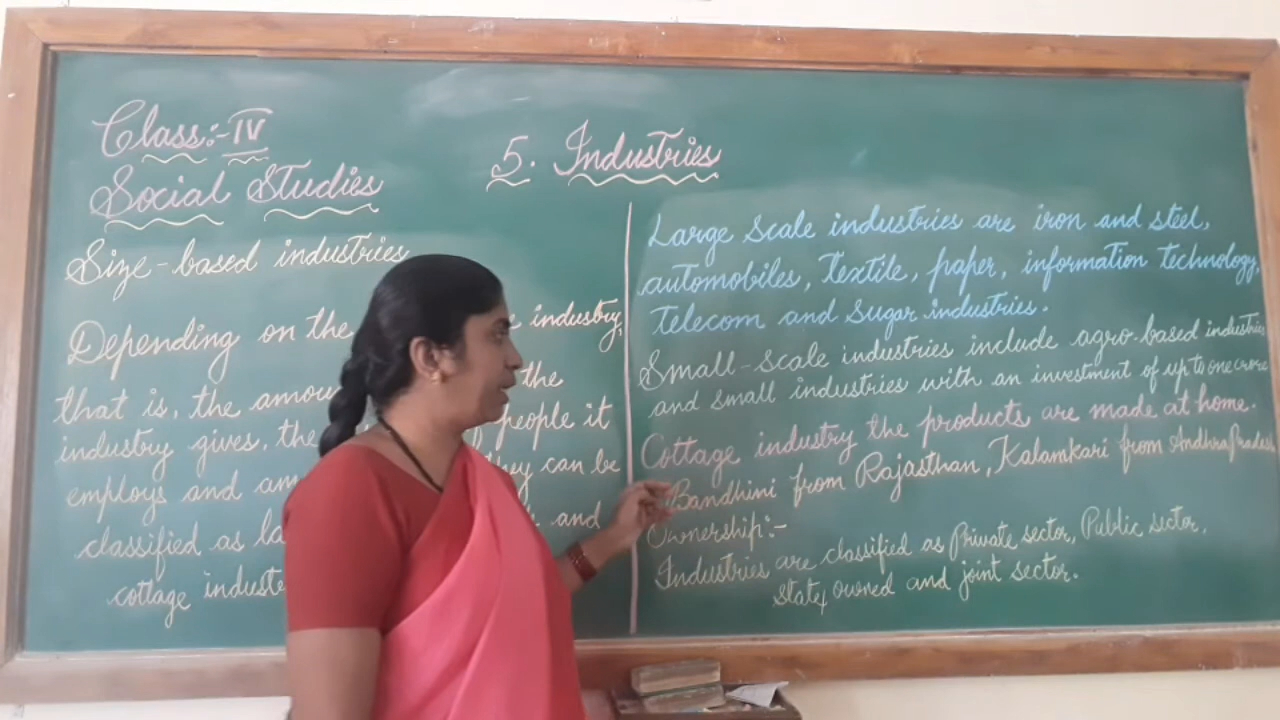 Class:- IV
Social Studies
5. Industries
Size-based industries
Depending on the industry,
that is, the the
industry gives, the people it
employs and they can be
classified as and
cottage
Large scale industries are iron and steel,
automobiles, textile, paper, information technology,
telecom and sugar industries.
Small-scale industries include agro-based industries
and small industries with an investment of up to one crore
Cottage industry the products are made at home.
Bandhini from Rajasthan, Kalamkari from Andhra Pradesh
Ownership:-
Industries are classified as Private sector, Public sector,
State owned and joint sector.